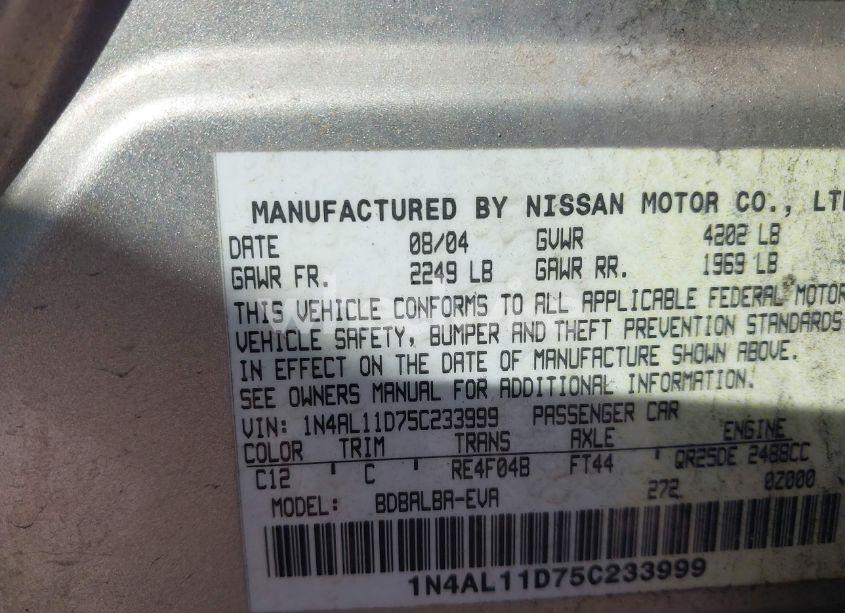 MANUFACTURED BY NISSAN MOTOR CO., LTD
DATE 08/04 GVWR 4202 LB
GAWR FR. 2249 LB GAWR RR. 1969 LB
THIS VEHICLE CONFORMS TO ALL APPLICABLE FEDERAL MOTOR
VEHICLE SAFETY, BUMPER AND THEFT PREVENTION STANDARDS
IN EFFECT ON THE DATE OF MANUFACTURE SHOWN ABOVE.
SEE OWNERS MANUAL FOR ADDITIONAL INFORMATION.
VIN: 1N4AL11D75C233999 PASSENGER CAR
COLOR TRIM TRANS AXLE ENGINE
C12 C RE4F04B FT44 QR25DE 2488CC
MODEL: BDBALBA-EVA 272 0Z000
1N4AL11D75C233999